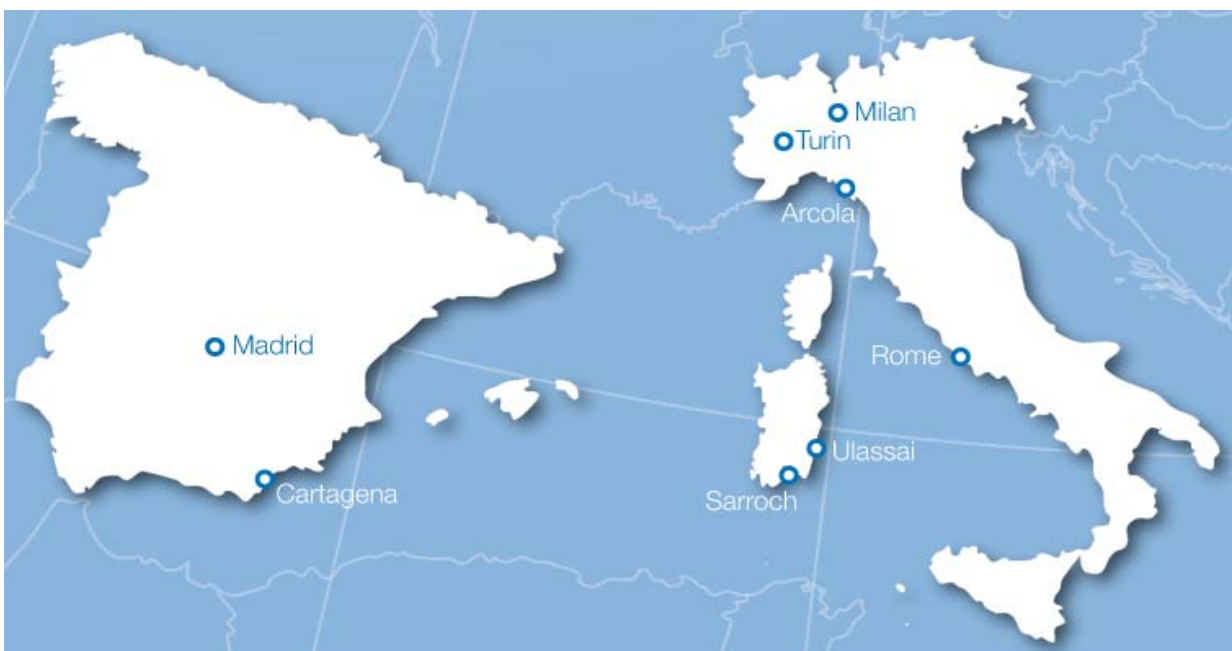 Milan
Turin
Arcola
Madrid
Rome
Ulassai
Cartagena
Sarroch